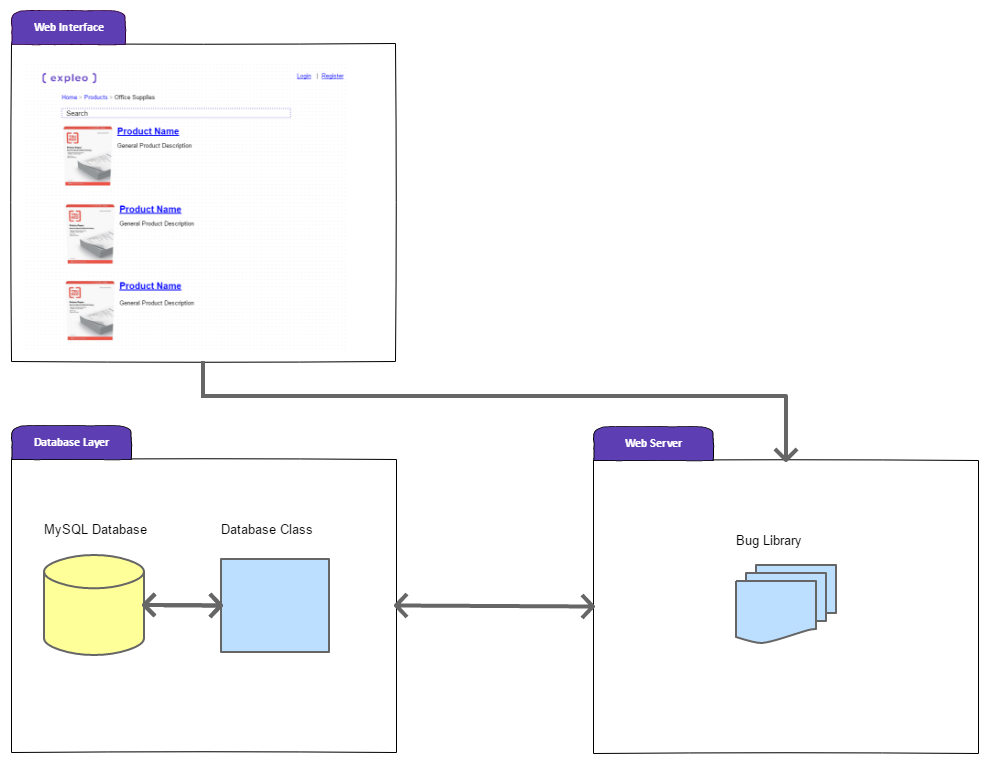 Web Interface
[ expleo ]
Login | Register
Home > Products > Office Supplies
Search
Product Name
General Product Description
Product Name
General Product Description
Product Name
General Product Description
Database Layer
Web Server
MySQL Database
Database Class
Bug Library